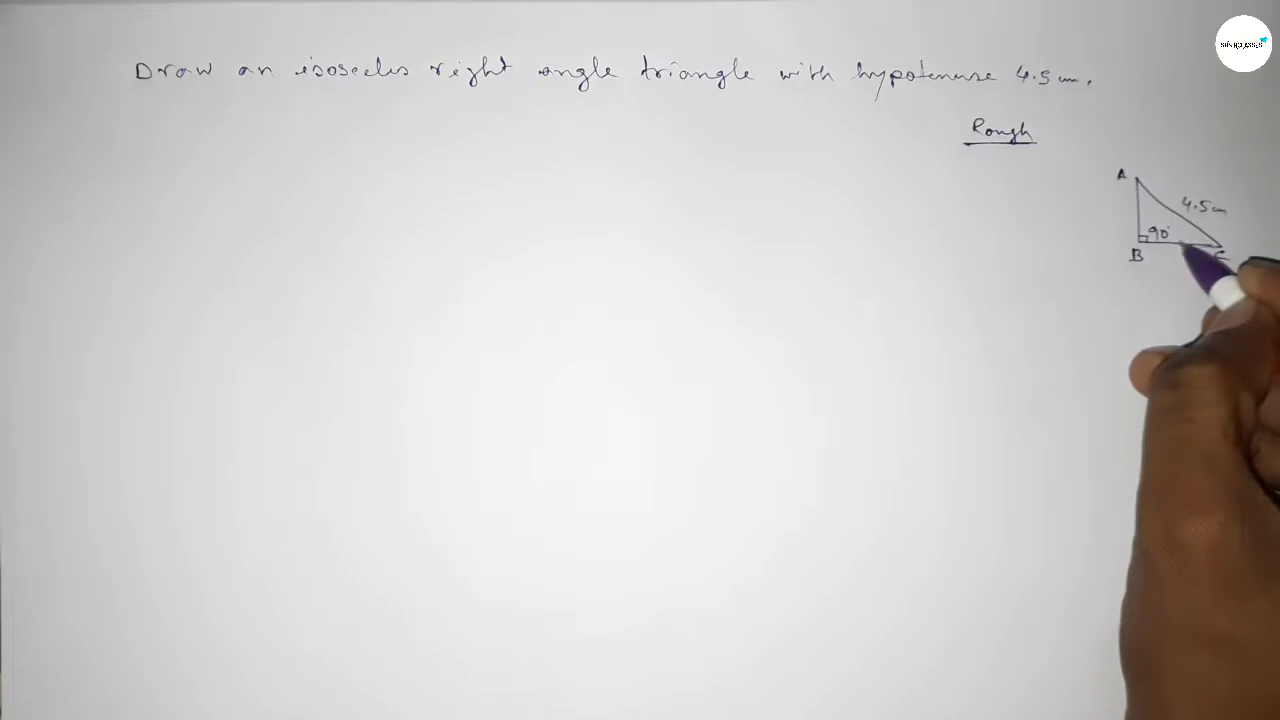 Draw an isosceles right angle triangle with hypotenuse 4.5 cm.
Rough
A
4.5 cm
90°
B
C